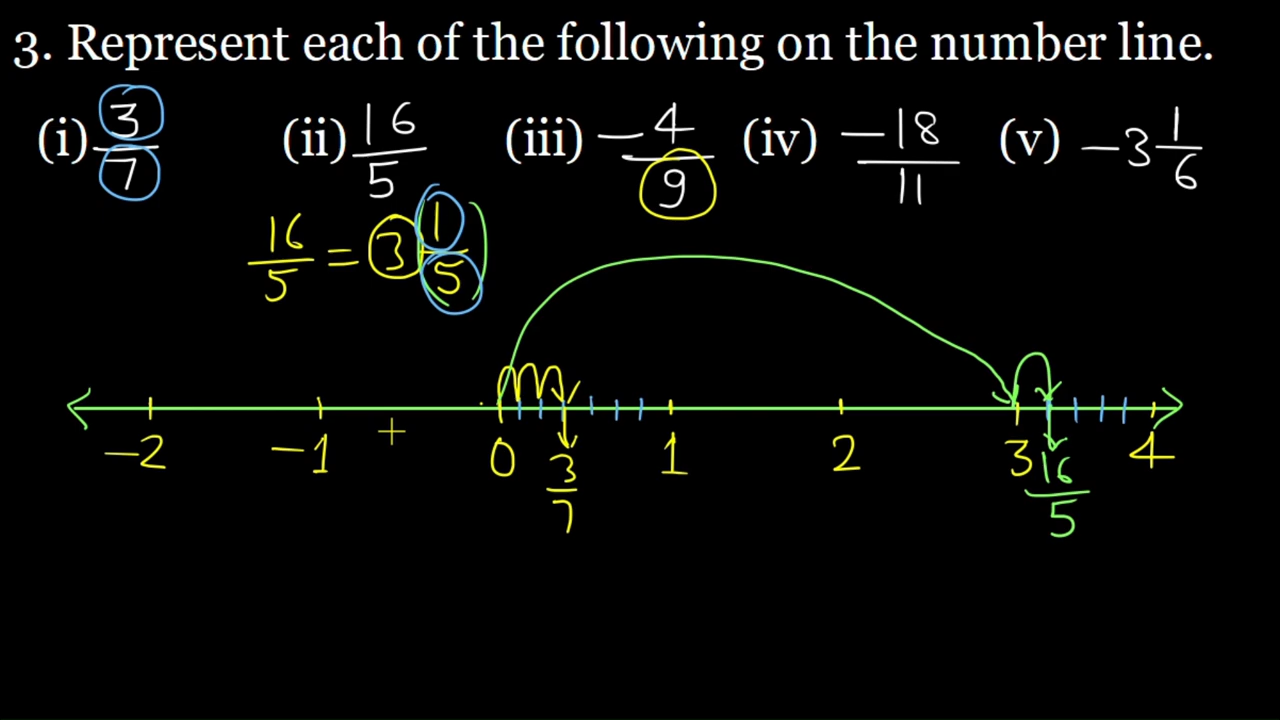 3. Represent each of the following on the number line.
(i) 3/7 (ii) 16/5 (iii) -4/9 (iv) -18/11 (v) -3 1/6
16/5 = 3 1/5)
-2 -1 + 0 3/7 1 2 3 16/5 4